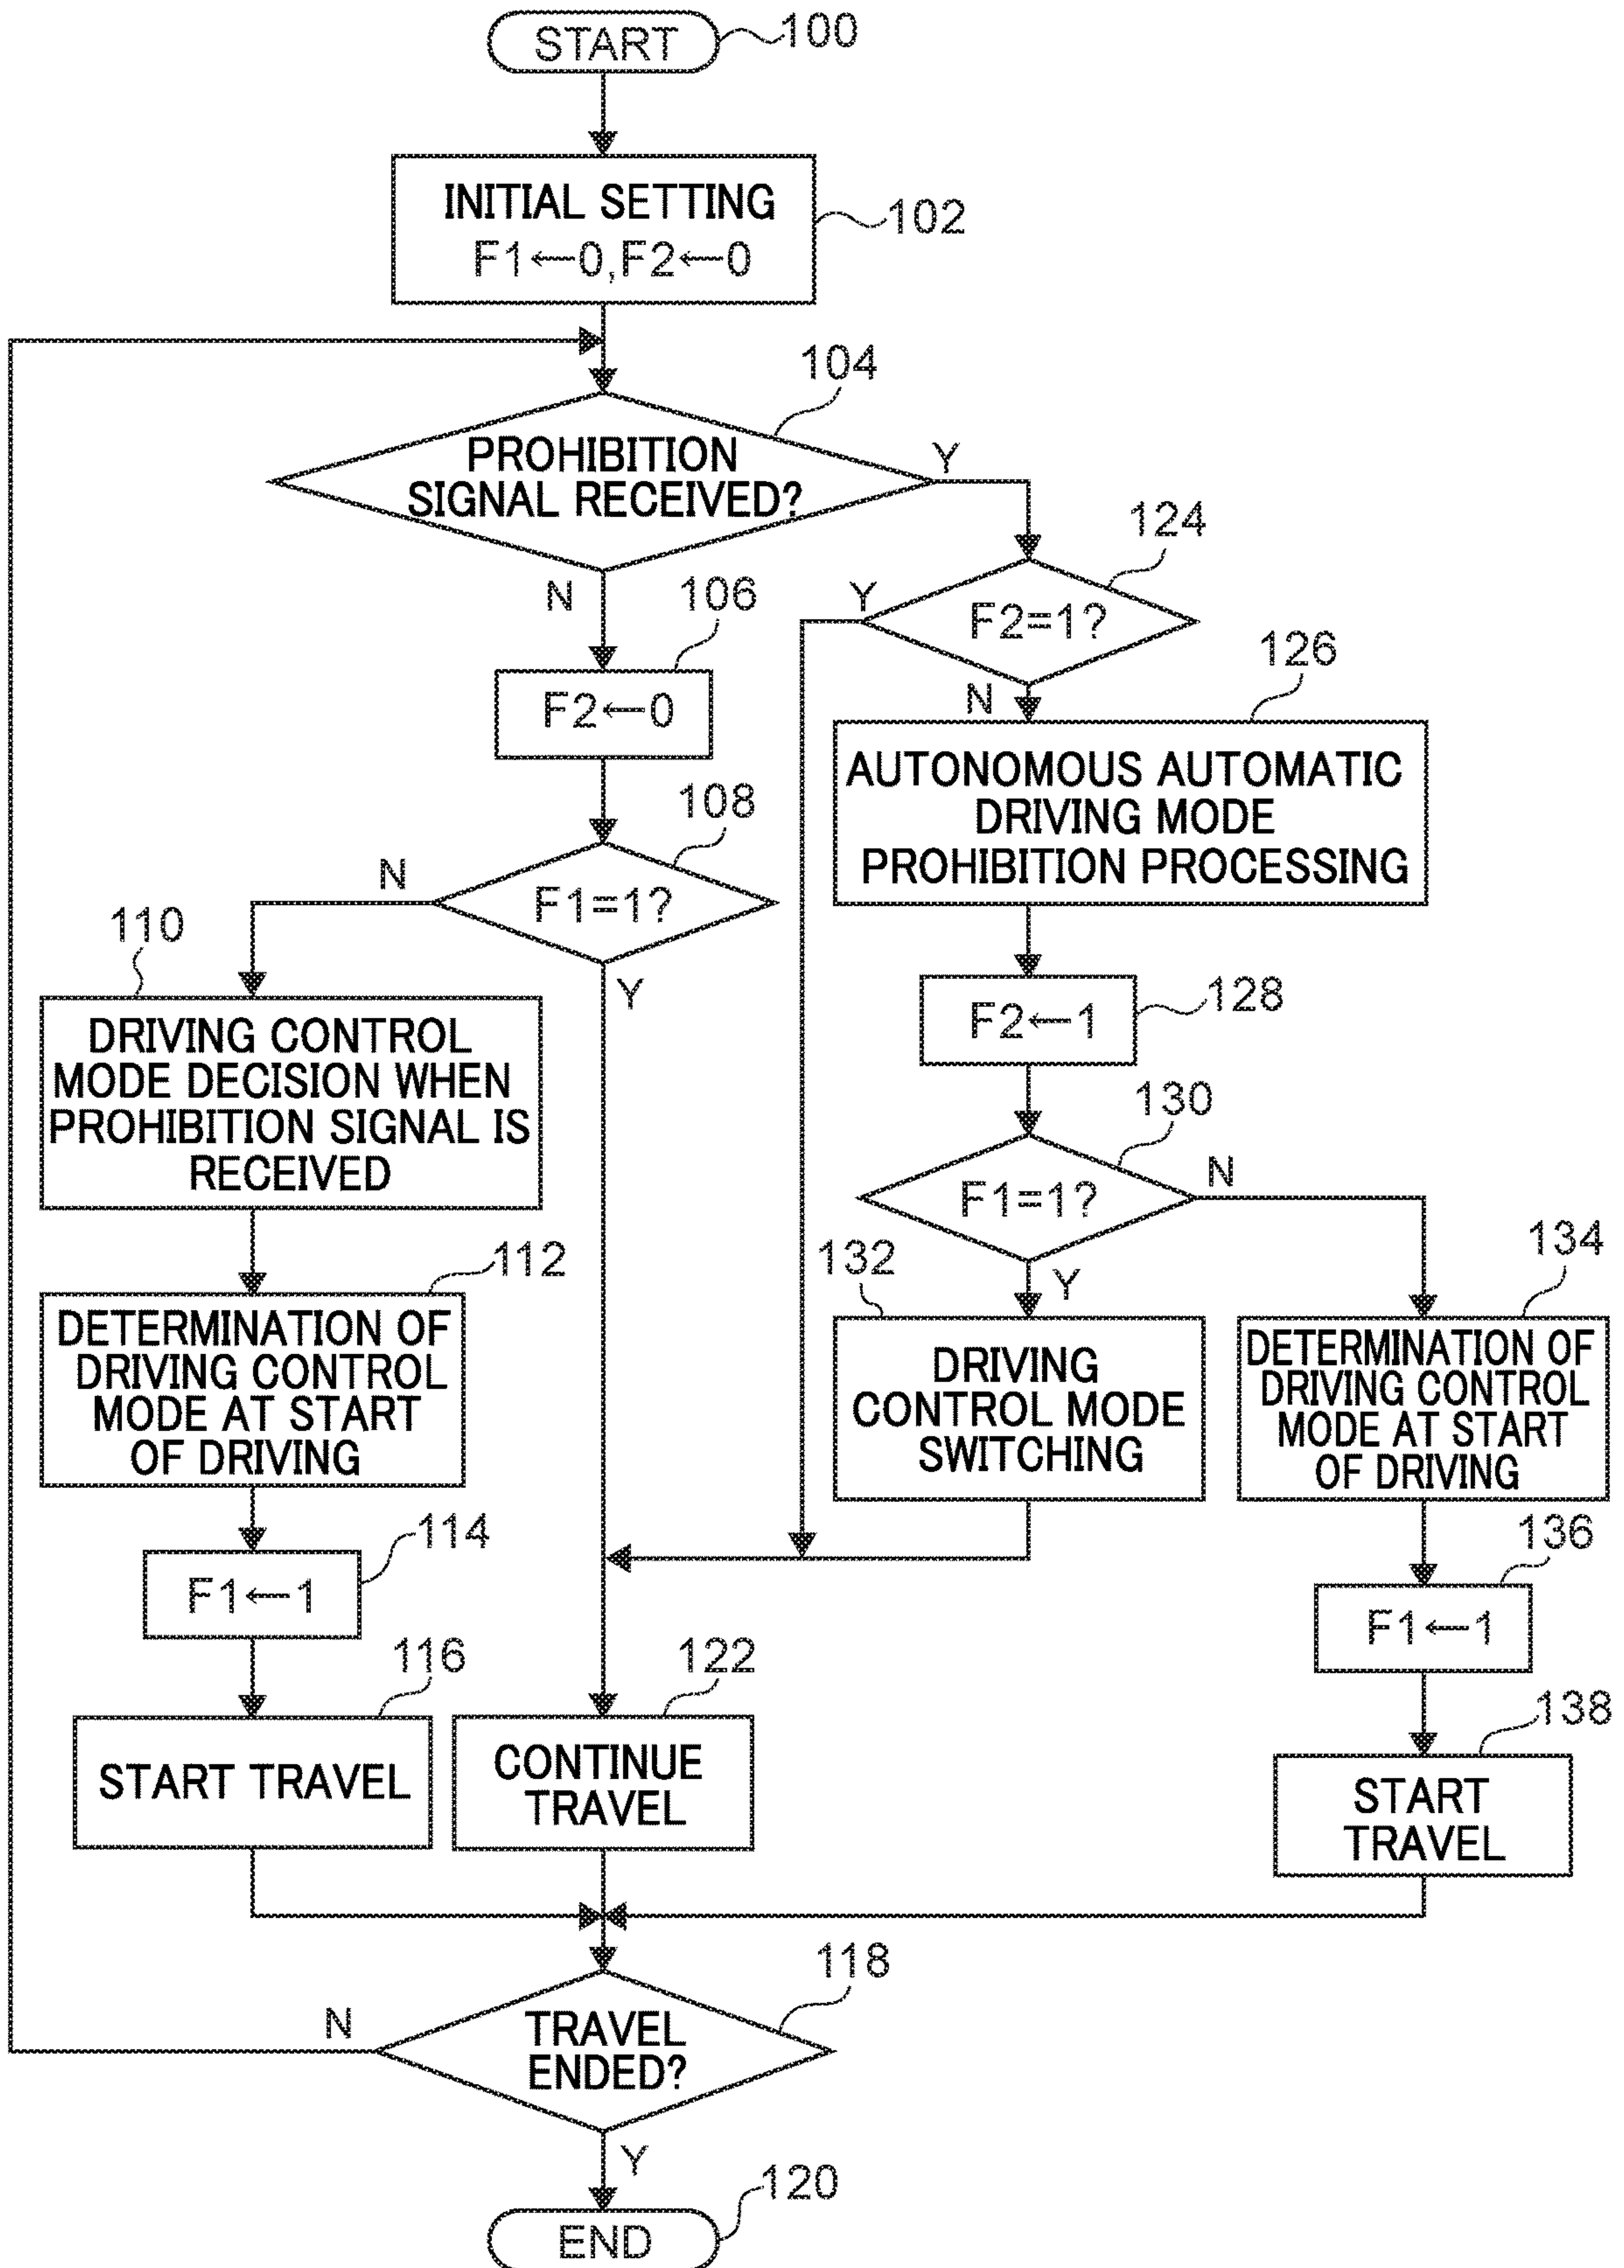 START
100
INITIAL SETTING
F1←0,F2←0
102
104
PROHIBITION
SIGNAL RECEIVED?
Y
N
106
F2←0
108
F1=1?
N
Y
110
DRIVING CONTROL
MODE DECISION WHEN
PROHIBITION SIGNAL IS
RECEIVED
112
DETERMINATION OF
DRIVING CONTROL
MODE AT START
OF DRIVING
114
F1←1
116
START TRAVEL
122
CONTINUE
TRAVEL
124
F2=1?
Y
N
126
AUTONOMOUS AUTOMATIC
DRIVING MODE
PROHIBITION PROCESSING
128
F2←1
130
F1=1?
N
Y
132
DRIVING
CONTROL MODE
SWITCHING
134
DETERMINATION OF
DRIVING CONTROL
MODE AT START
OF DRIVING
136
F1←1
138
START
TRAVEL
118
TRAVEL
ENDED?
N
Y
120
END